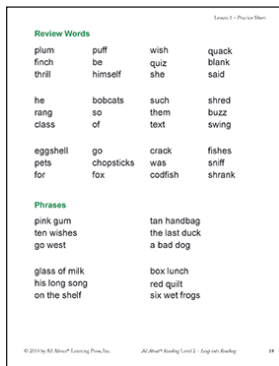 Lesson 1 – Practice Sheet
Review Words
plum puff wish quack
finch be quiz blank
thrill himself she said
he bobcats such shred
rang so them buzz
class of text swing
eggshell go crack fishes
pets chopsticks was sniff
for fox codfish shrank
Phrases
pink gum tan handbag
ten wishes the last duck
go west a bad dog
glass of milk box lunch
his long song red quilt
on the shelf six wet frogs
by All About® Learning Press, Inc. All About® Reading Level 2 – Leap into Reading